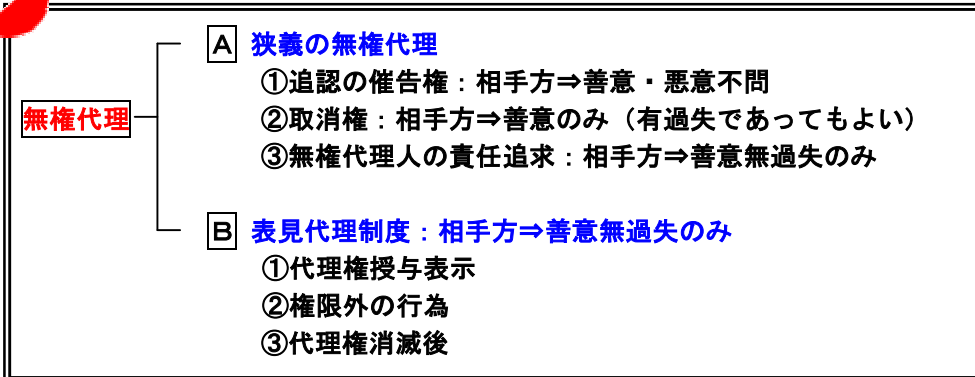 A 狭義の無権代理
①追認の催告権：相手方⇒善意・悪意不問
無権代理
②取消権：相手方⇒善意のみ（有過失であってもよい）
③無権代理人の責任追求：相手方⇒善意無過失のみ
B 表見代理制度：相手方⇒善意無過失のみ
①代理権授与表示
②権限外の行為
③代理権消滅後